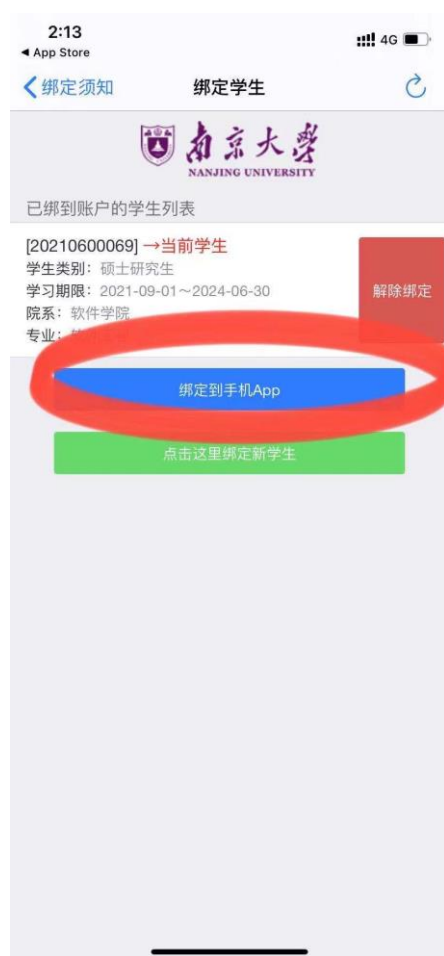 2:13
4G
◀ App Store
绑定须知
绑定学生
南京大學
NANJING UNIVERSITY
已绑到账户的学生列表
[20210600069] →当前学生
学生类别：硕士研究生
学习期限：2021-09-01～2024-06-30
院系：软件学院
专业：
解除绑定
绑定到手机App
点击这里绑定新学生